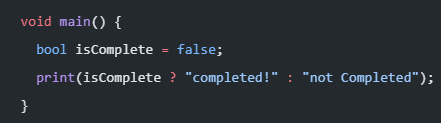 void main() {
  bool isComplete = false;
  print(isComplete ? "completed!" : "not Completed");
}